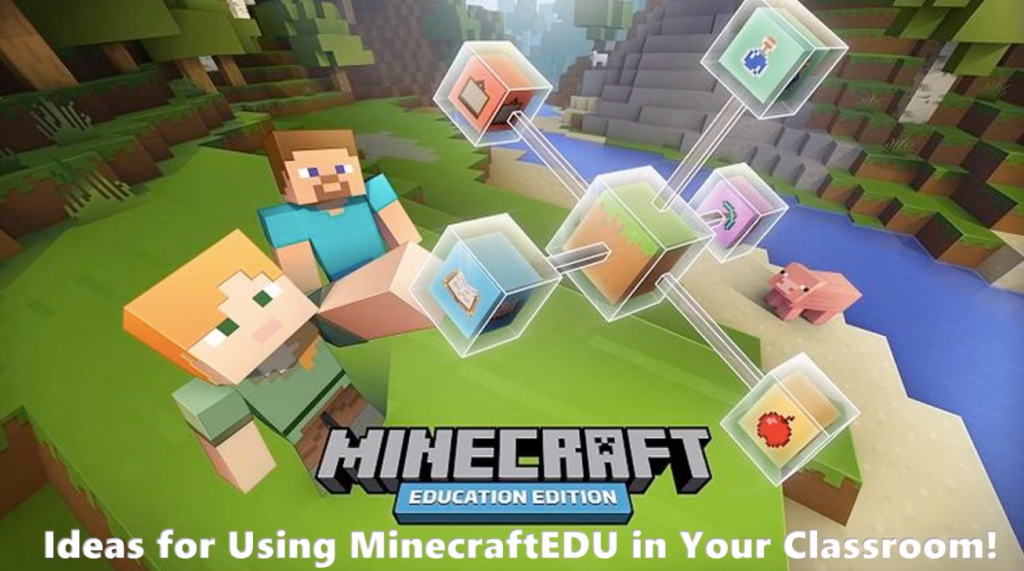 MINECRAFT
EDUCATION EDITION
Ideas for Using MinecraftEDU in Your Classroom!